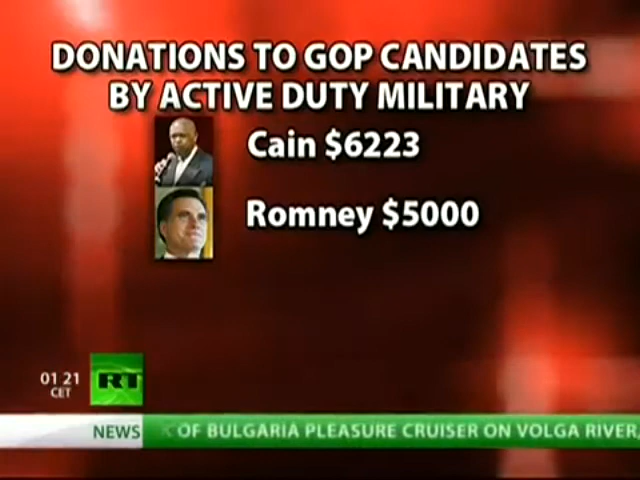 DONATIONS TO GOP CANDIDATES
BY ACTIVE DUTY MILITARY
Cain $6223
Romney $5000
01 21
CET
RT
NEWS
OF BULGARIA PLEASURE CRUISER ON VOLGA RIVER,